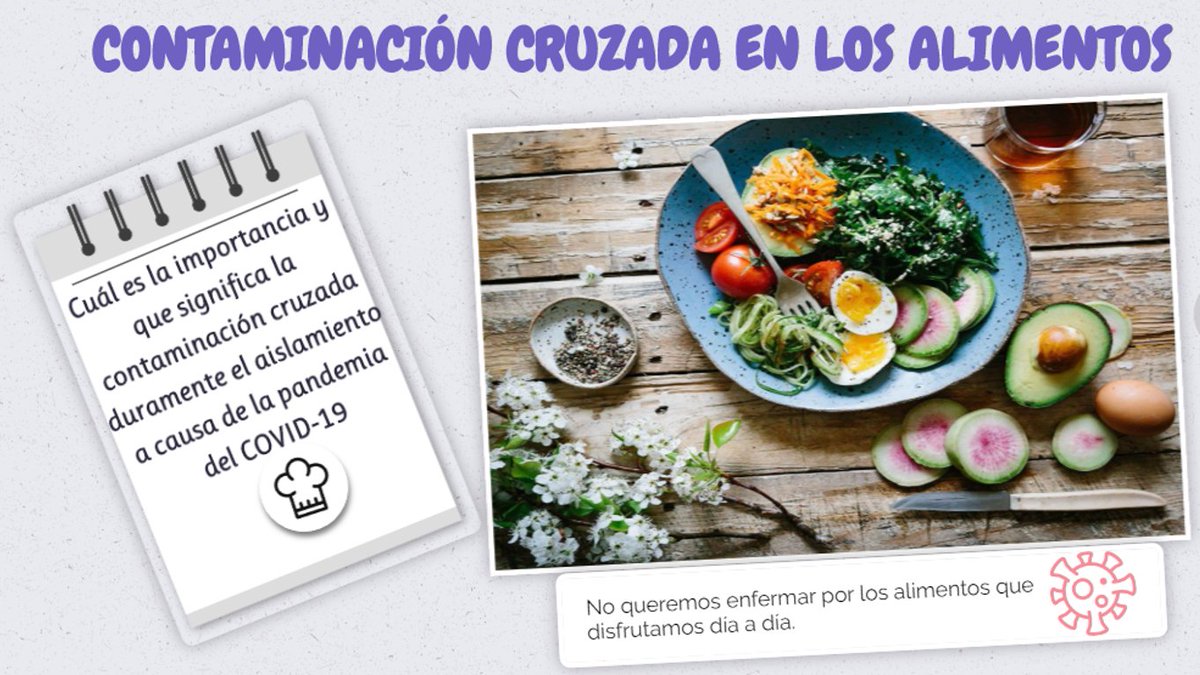 CONTAMINACIÓN CRUZADA EN LOS ALIMENTOS
Cuál es la importancia y
que significa la
contaminación cruzada
duramente el aislamiento
a causa de la pandemia
del COVID-19
No queremos enfermar por los alimentos que
disfrutamos día a día.